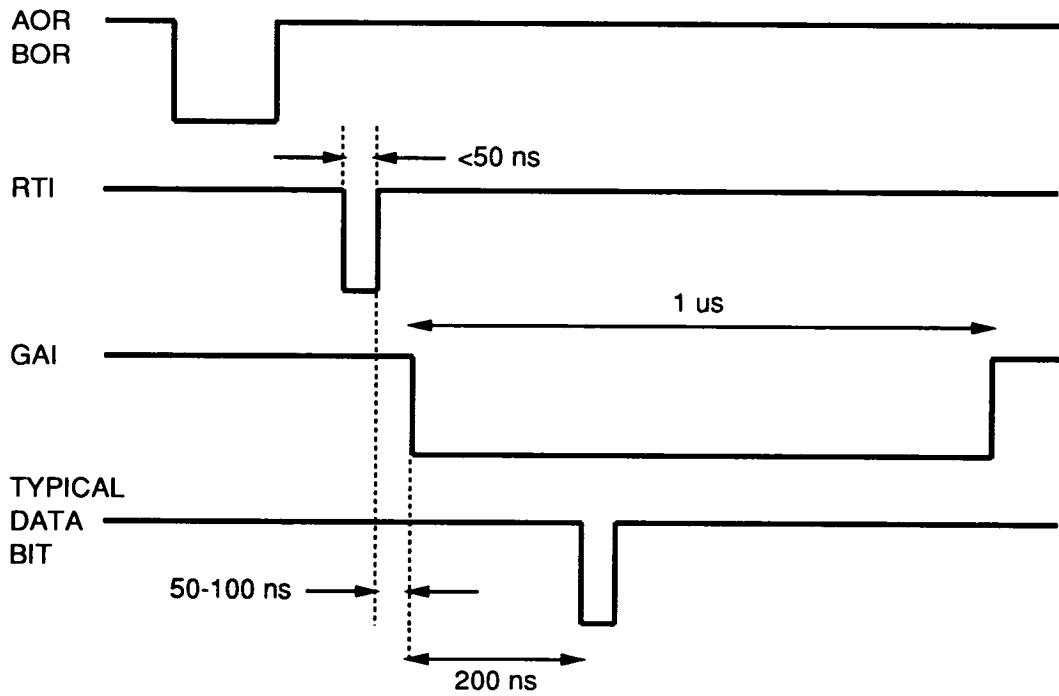 AOR
BOR
<50 ns
RTI
1 us
GAI
TYPICAL
DATA
BIT
50-100 ns
200 ns